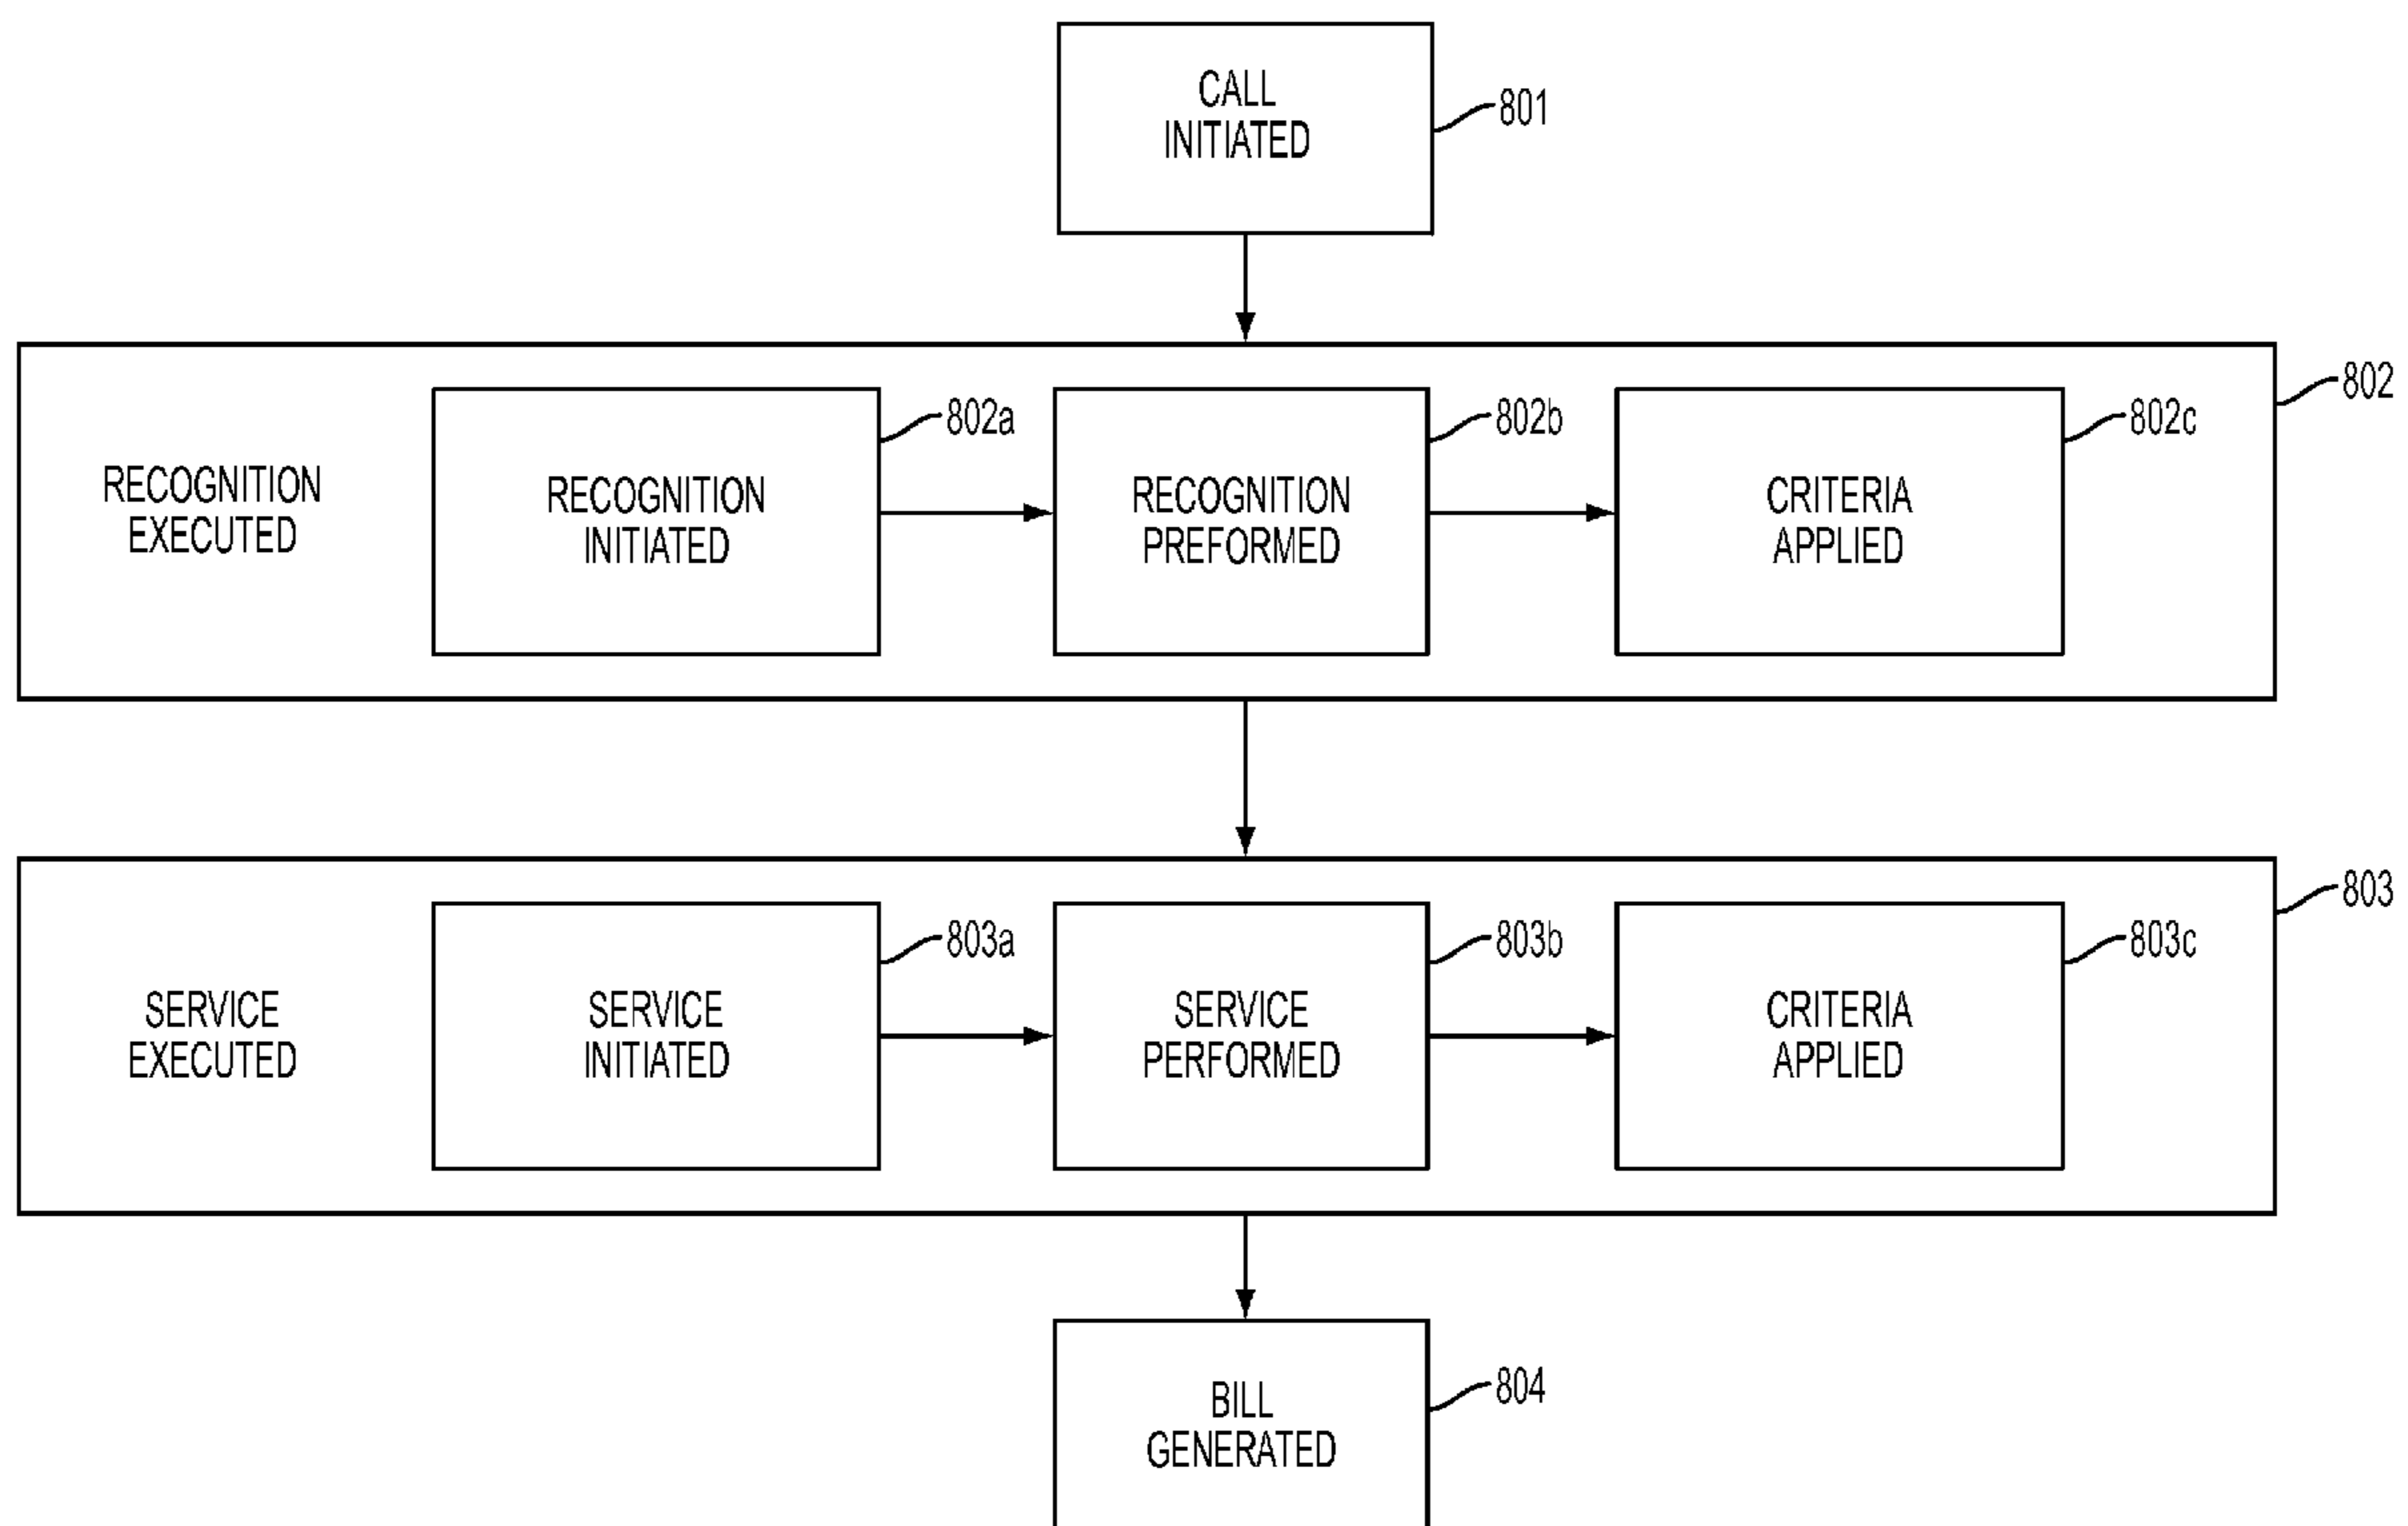 CALL
INITIATED
801
802
RECOGNITION
EXECUTED
802a
RECOGNITION
INITIATED
802b
RECOGNITION
PREFORMED
802c
CRITERIA
APPLIED
803
SERVICE
EXECUTED
803a
SERVICE
INITIATED
803b
SERVICE
PERFORMED
803c
CRITERIA
APPLIED
BILL
GENERATED
804